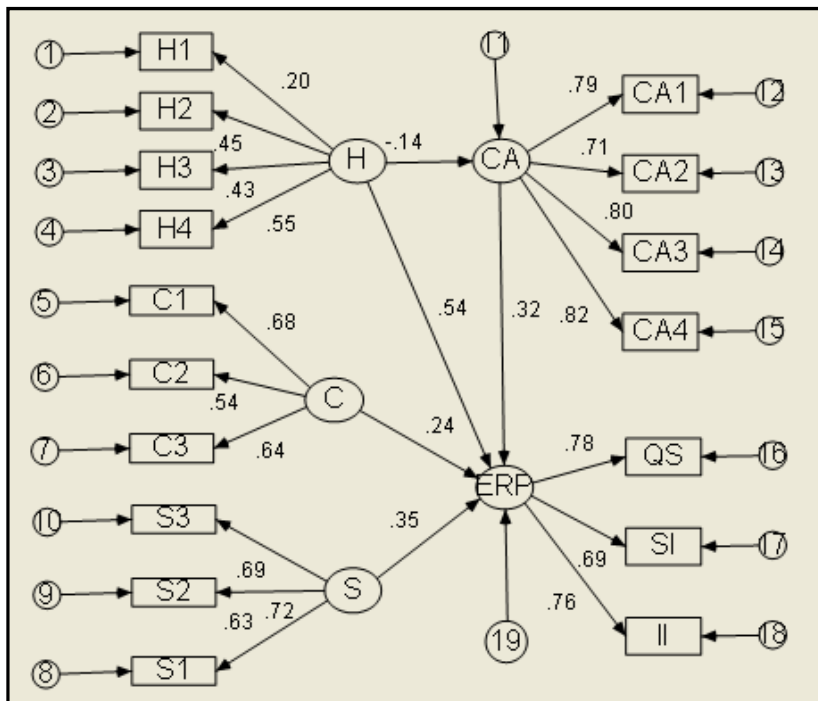 1
H1
.20
2
H2
.45
3
H3
.43
4
H4
.55
H
-.14
11
CA
.79
CA1
12
.71
CA2
13
.80
CA3
14
.82
CA4
15
5
C1
.68
6
C2
.54
7
C3
.64
C
.54
.32
.24
ERP
.78
QS
16
.69
SI
17
.76
II
18
10
S3
.69
9
S2
.72
8
S1
.63
S
.35
19